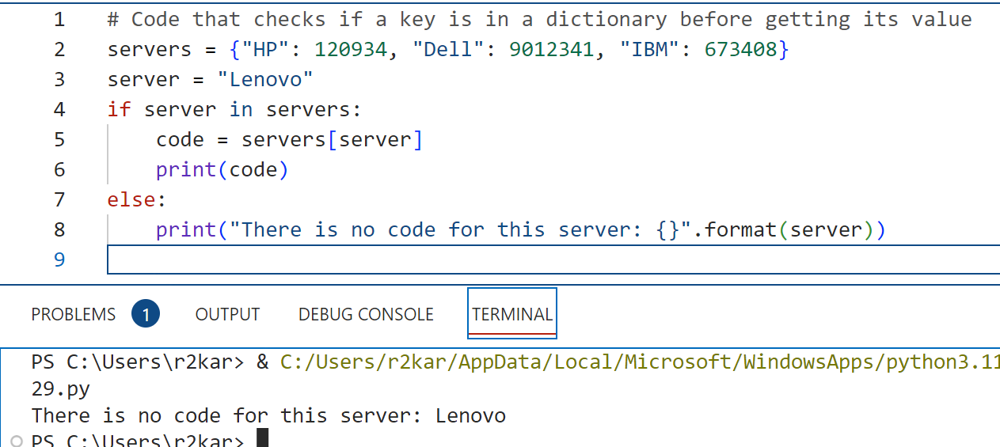 1 # Code that checks if a key is in a dictionary before getting its value
2 servers = {"HP": 120934, "Dell": 9012341, "IBM": 673408}
3 server = "Lenovo"
4 if server in servers:
5     code = servers[server]
6     print(code)
7 else:
8     print("There is no code for this server: {}".format(server))
9
PROBLEMS 1 OUTPUT DEBUG CONSOLE TERMINAL
PS C:\Users\r2kar> & C:/Users/r2kar/AppData/Local/Microsoft/WindowsApps/python3.11
29.py
There is no code for this server: Lenovo
PS C:\Users\r2kar>